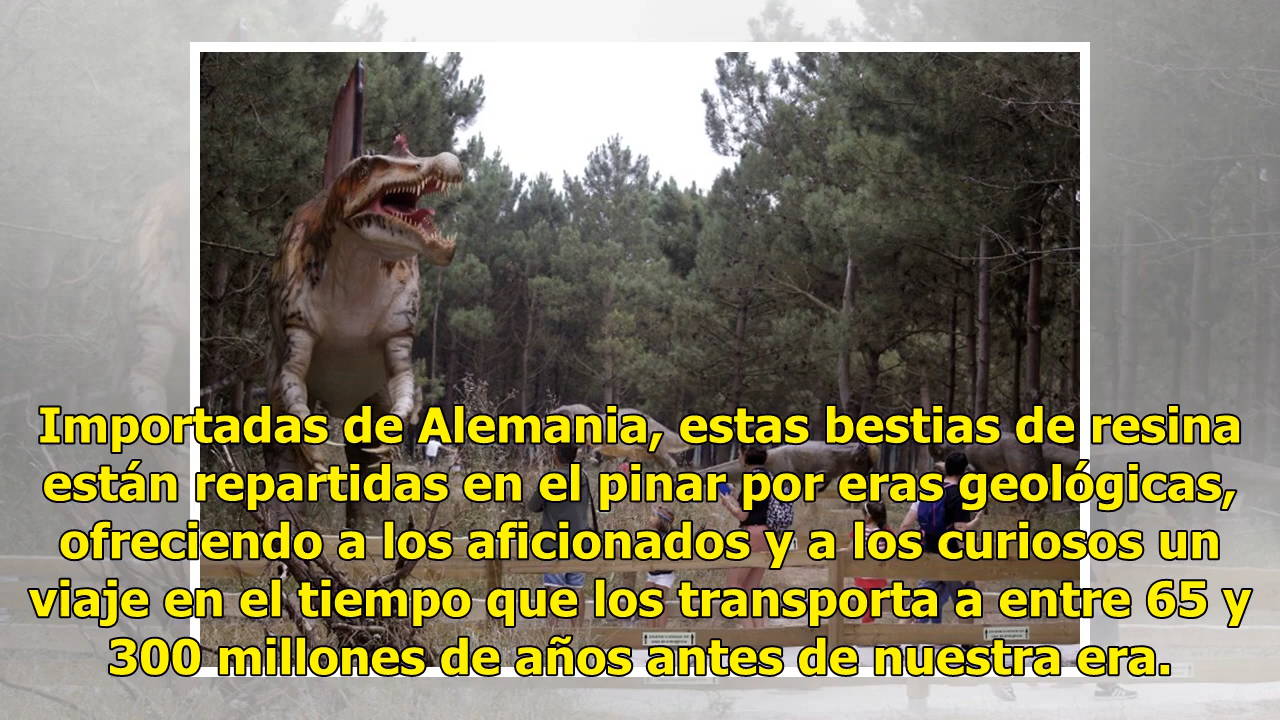 Importadas de Alemania, estas bestias de resina
están repartidas en el pinar por eras geológicas,
ofreciendo a los aficionados y a los curiosos un
viaje en el tiempo que los transporta a entre 65 y
300 millones de años antes de nuestra era.